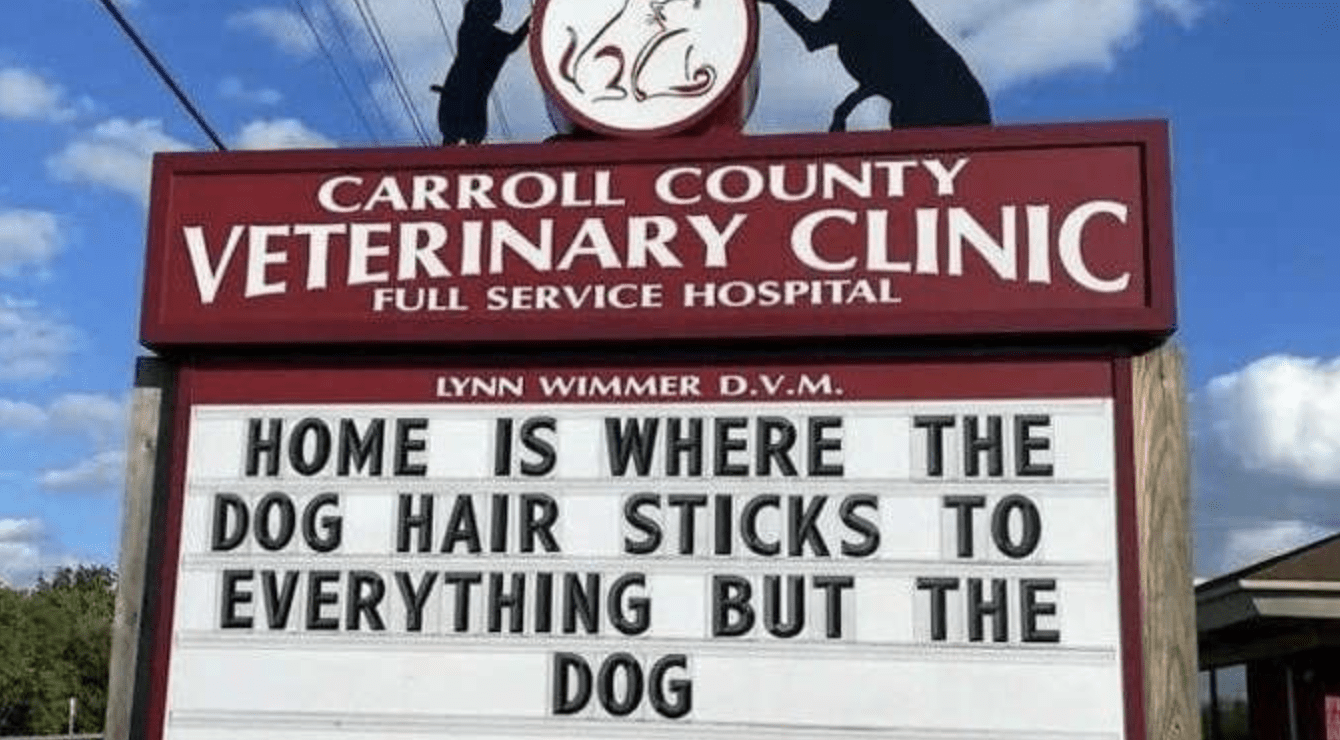 CARROLL COUNTY
VETERINARY CLINIC
FULL SERVICE HOSPITAL
LYNN WIMMER D.V.M.
HOME IS WHERE THE
DOG HAIR STICKS TO
EVERYTHING BUT THE
DOG